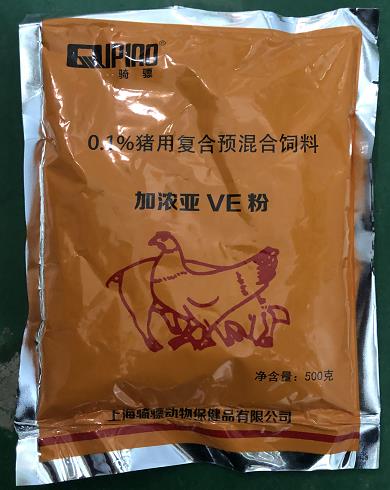 QIPIAO®
骑骠
0.1%猪用复合预混合饲料
加浓亚 VE 粉
净含量：500克
上海骑骠动物保健品有限公司